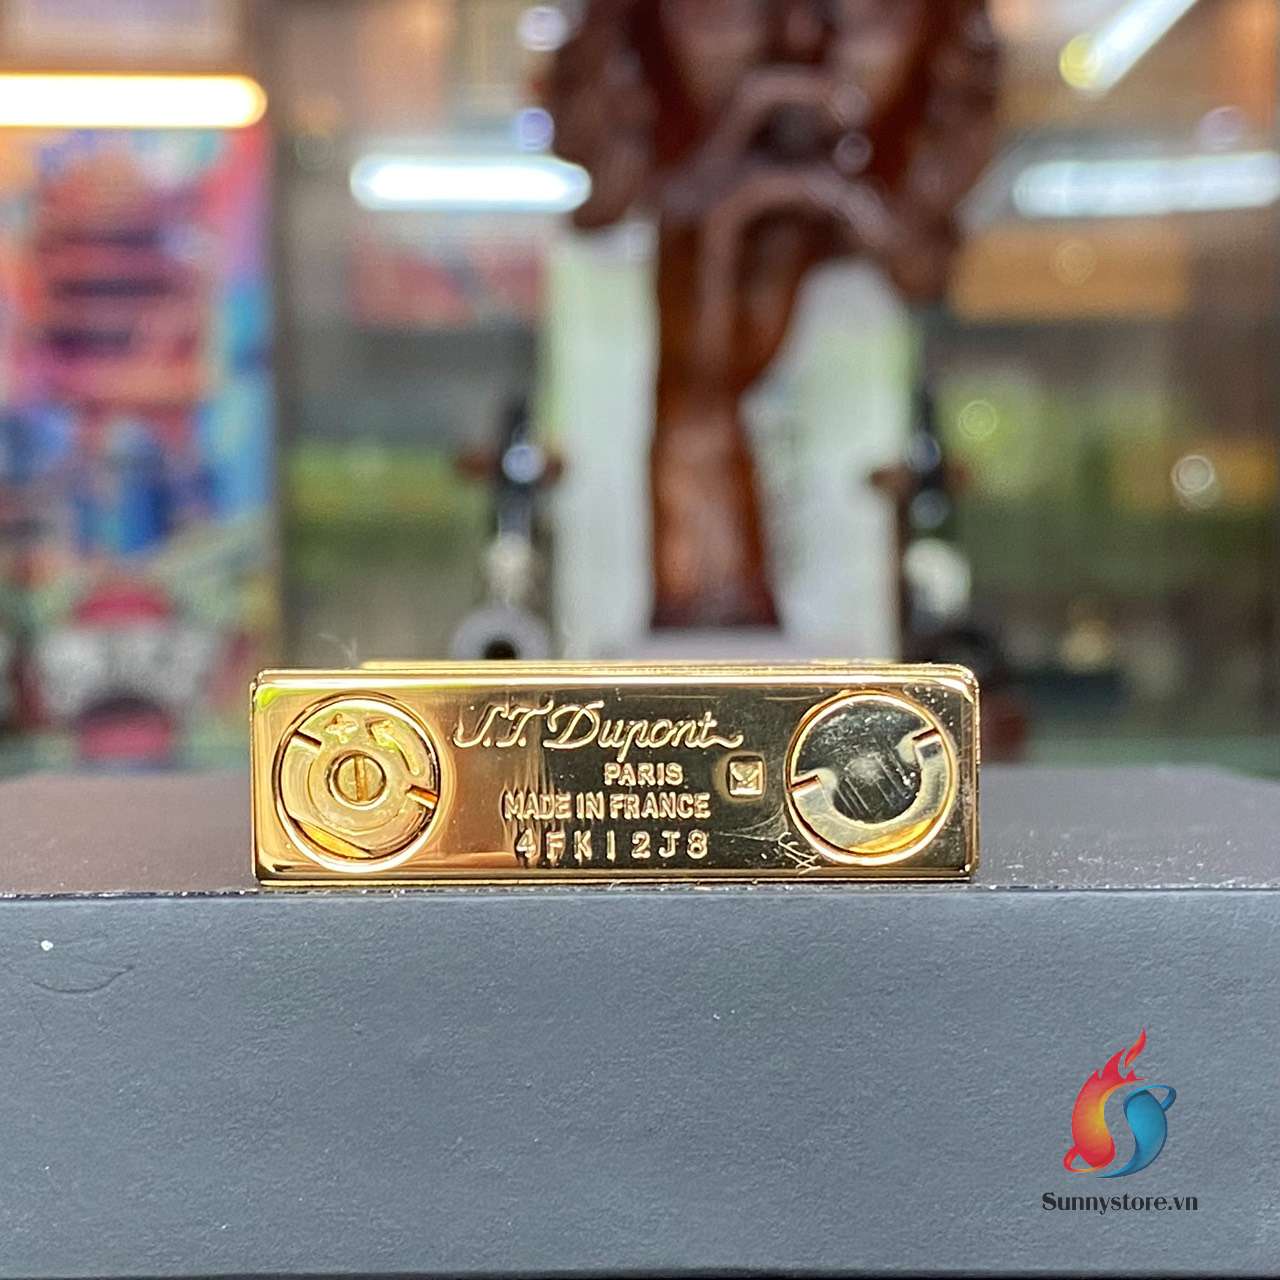 S.T. Dupont
PARIS
MADE IN FRANCE
4FK12J8
Sunnystore.vn